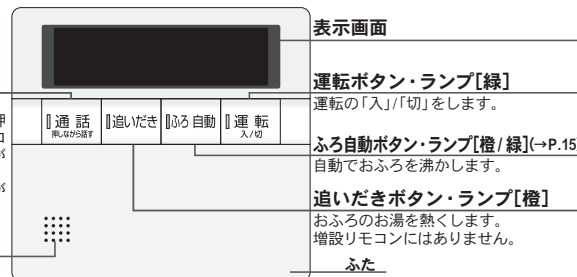 表示画面
運転ボタン・ランプ[緑]
運転の「入」/「切」をします。
押
コ
が
が
通話
押しながら話す
追いだき
ふろ自動
運転
入/切
ふろ自動ボタン・ランプ[橙/緑](→P.15)
自動でおふろを沸かします。
追いだきボタン・ランプ[橙]
おふろのお湯を熱くします。
増設リモコンにはありません。
ふた